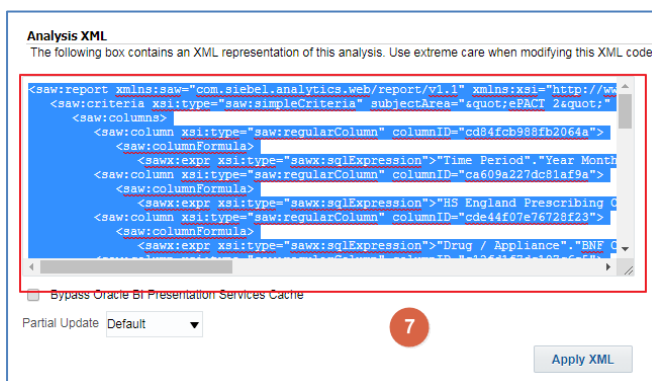 Analysis XML
The following box contains an XML representation of this analysis. Use extreme care when modifying this XML code
<saw:report xmlns:saw="com.siebel.analytics.web/report/v1.1" xmlns:xsi="http://ww
<saw:criteria xsi:type="saw:simpleCriteria" subjectArea="&quot;ePACT 2&quot;"
<saw:columns>
<saw:column xsi:type="saw:regularColumn" columnID="cd84fcb988fb2064a">
<saw:columnFormula>
<sawx:expr xsi:type="sawx:sqlExpression">"Time Period"."Year Month
<saw:column xsi:type="saw:regularColumn" columnID="ca609a227dc81af9a">
<saw:columnFormula>
<sawx:expr xsi:type="sawx:sqlExpression">"HS England Prescribing
<saw:column xsi:type="saw:regularColumn" columnID="cde44f07e76728f23">
<saw:columnFormula>
<sawx:expr xsi:type="sawx:sqlExpression">"Drug / Appliance"."BNF
Bypass Oracle BI Presentation Services Cache
Partial Update Default
7
Apply XML